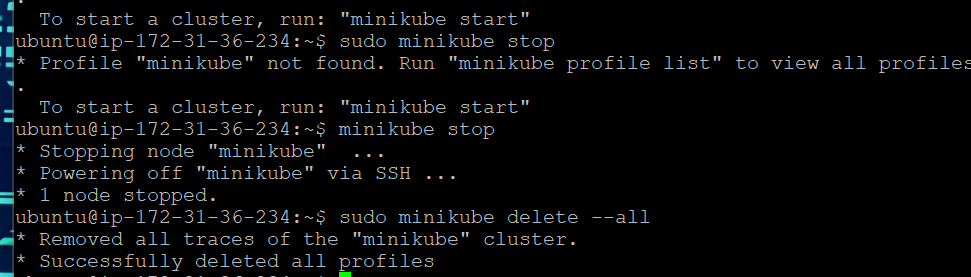 .
To start a cluster, run: "minikube start"
ubuntu@ip-172-31-36-234:~$ sudo minikube stop
* Profile "minikube" not found. Run "minikube profile list" to view all profiles
.
To start a cluster, run: "minikube start"
ubuntu@ip-172-31-36-234:~$ minikube stop
* Stopping node "minikube"  ...
* Powering off "minikube" via SSH ...
* 1 node stopped.
ubuntu@ip-172-31-36-234:~$ sudo minikube delete --all
* Removed all traces of the "minikube" cluster.
* Successfully deleted all profiles